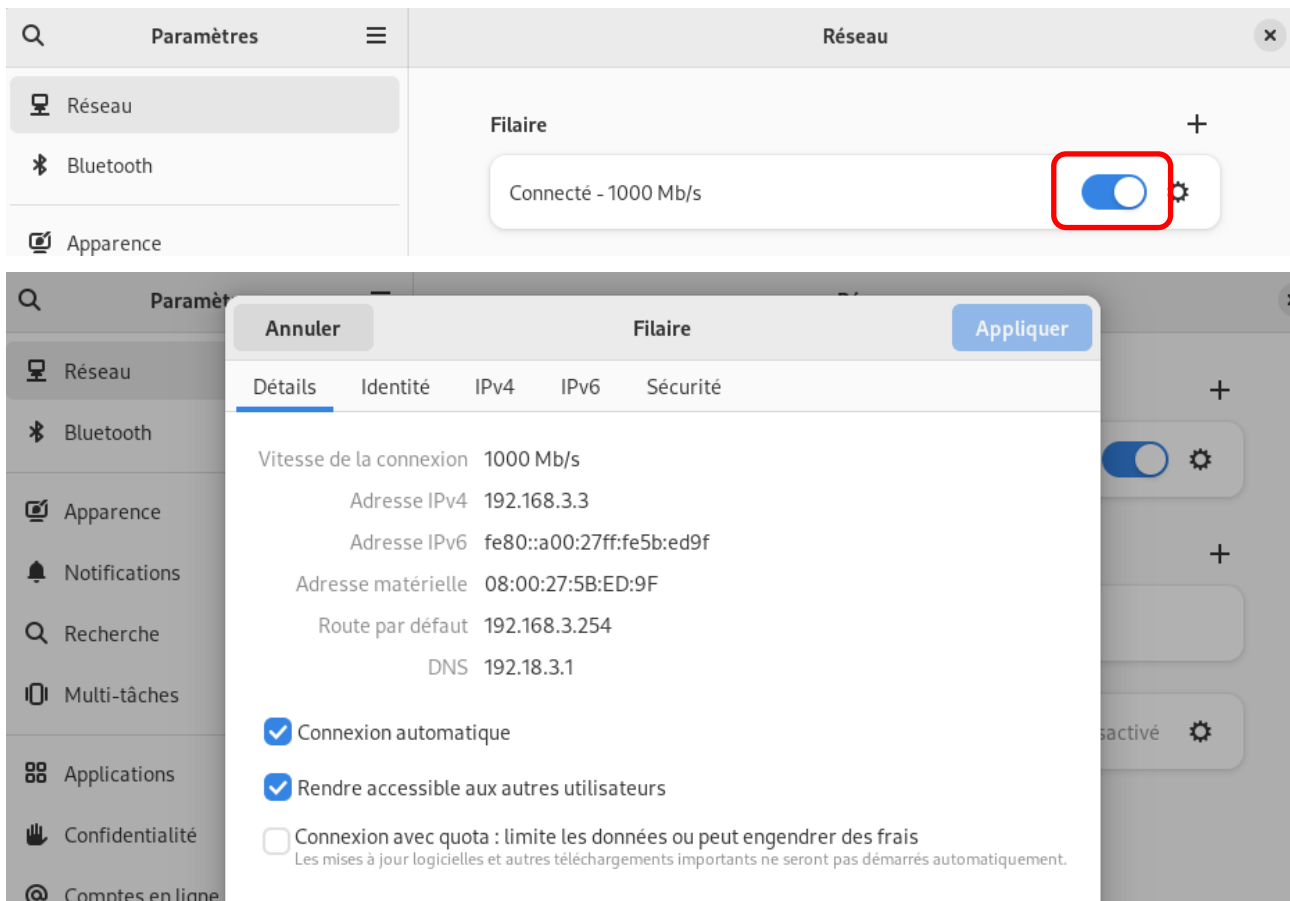 Paramètres
Réseau
Réseau
Filaire
Bluetooth
Connecté - 1000 Mb/s
Apparence
Annuler
Filaire
Appliquer
Réseau
Détails
Identité
IPv4
IPv6
Sécurité
Bluetooth
Vitesse de la connexion 1000 Mb/s
Adresse IPv4 192.168.3.3
Apparence
Adresse IPv6 fe80::a00:27ff:fe5b:ed9f
Notifications
Adresse matérielle 08:00:27:5B:ED:9F
Recherche
Route par défaut 192.168.3.254
DNS 192.18.3.1
Multi-tâches
Connexion automatique
sactivé
Applications
Rendre accessible aux autres utilisateurs
Confidentialité
Connexion avec quota : limite les données ou peut engendrer des frais
Les mises à jour logicielles et autres téléchargements importants ne seront pas démarrés automatiquement.
Comptes en ligne